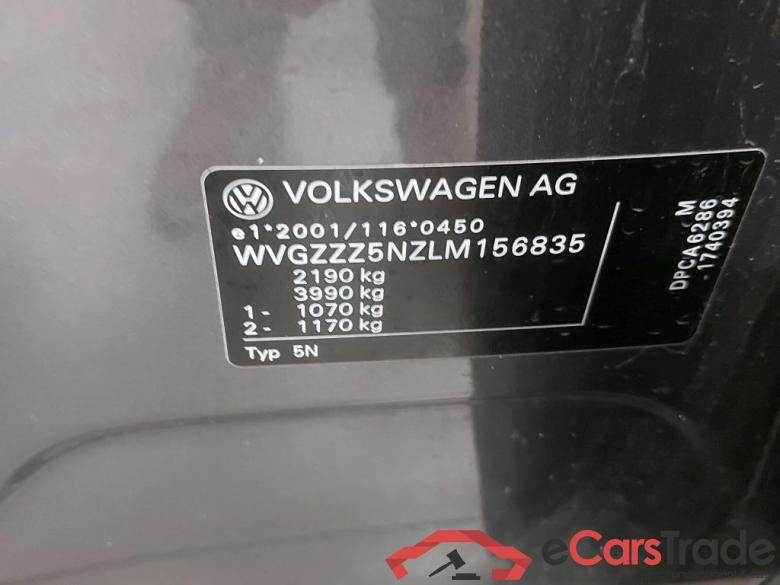 VOLKSWAGEN AG
e1*2001/116*0450
WVGZZZ5NZLM156835
2190 kg
3990 kg
1- 1070 kg
2- 1170 kg
Typ 5N
M
DPCA6286
-1740394
eCarsTrade